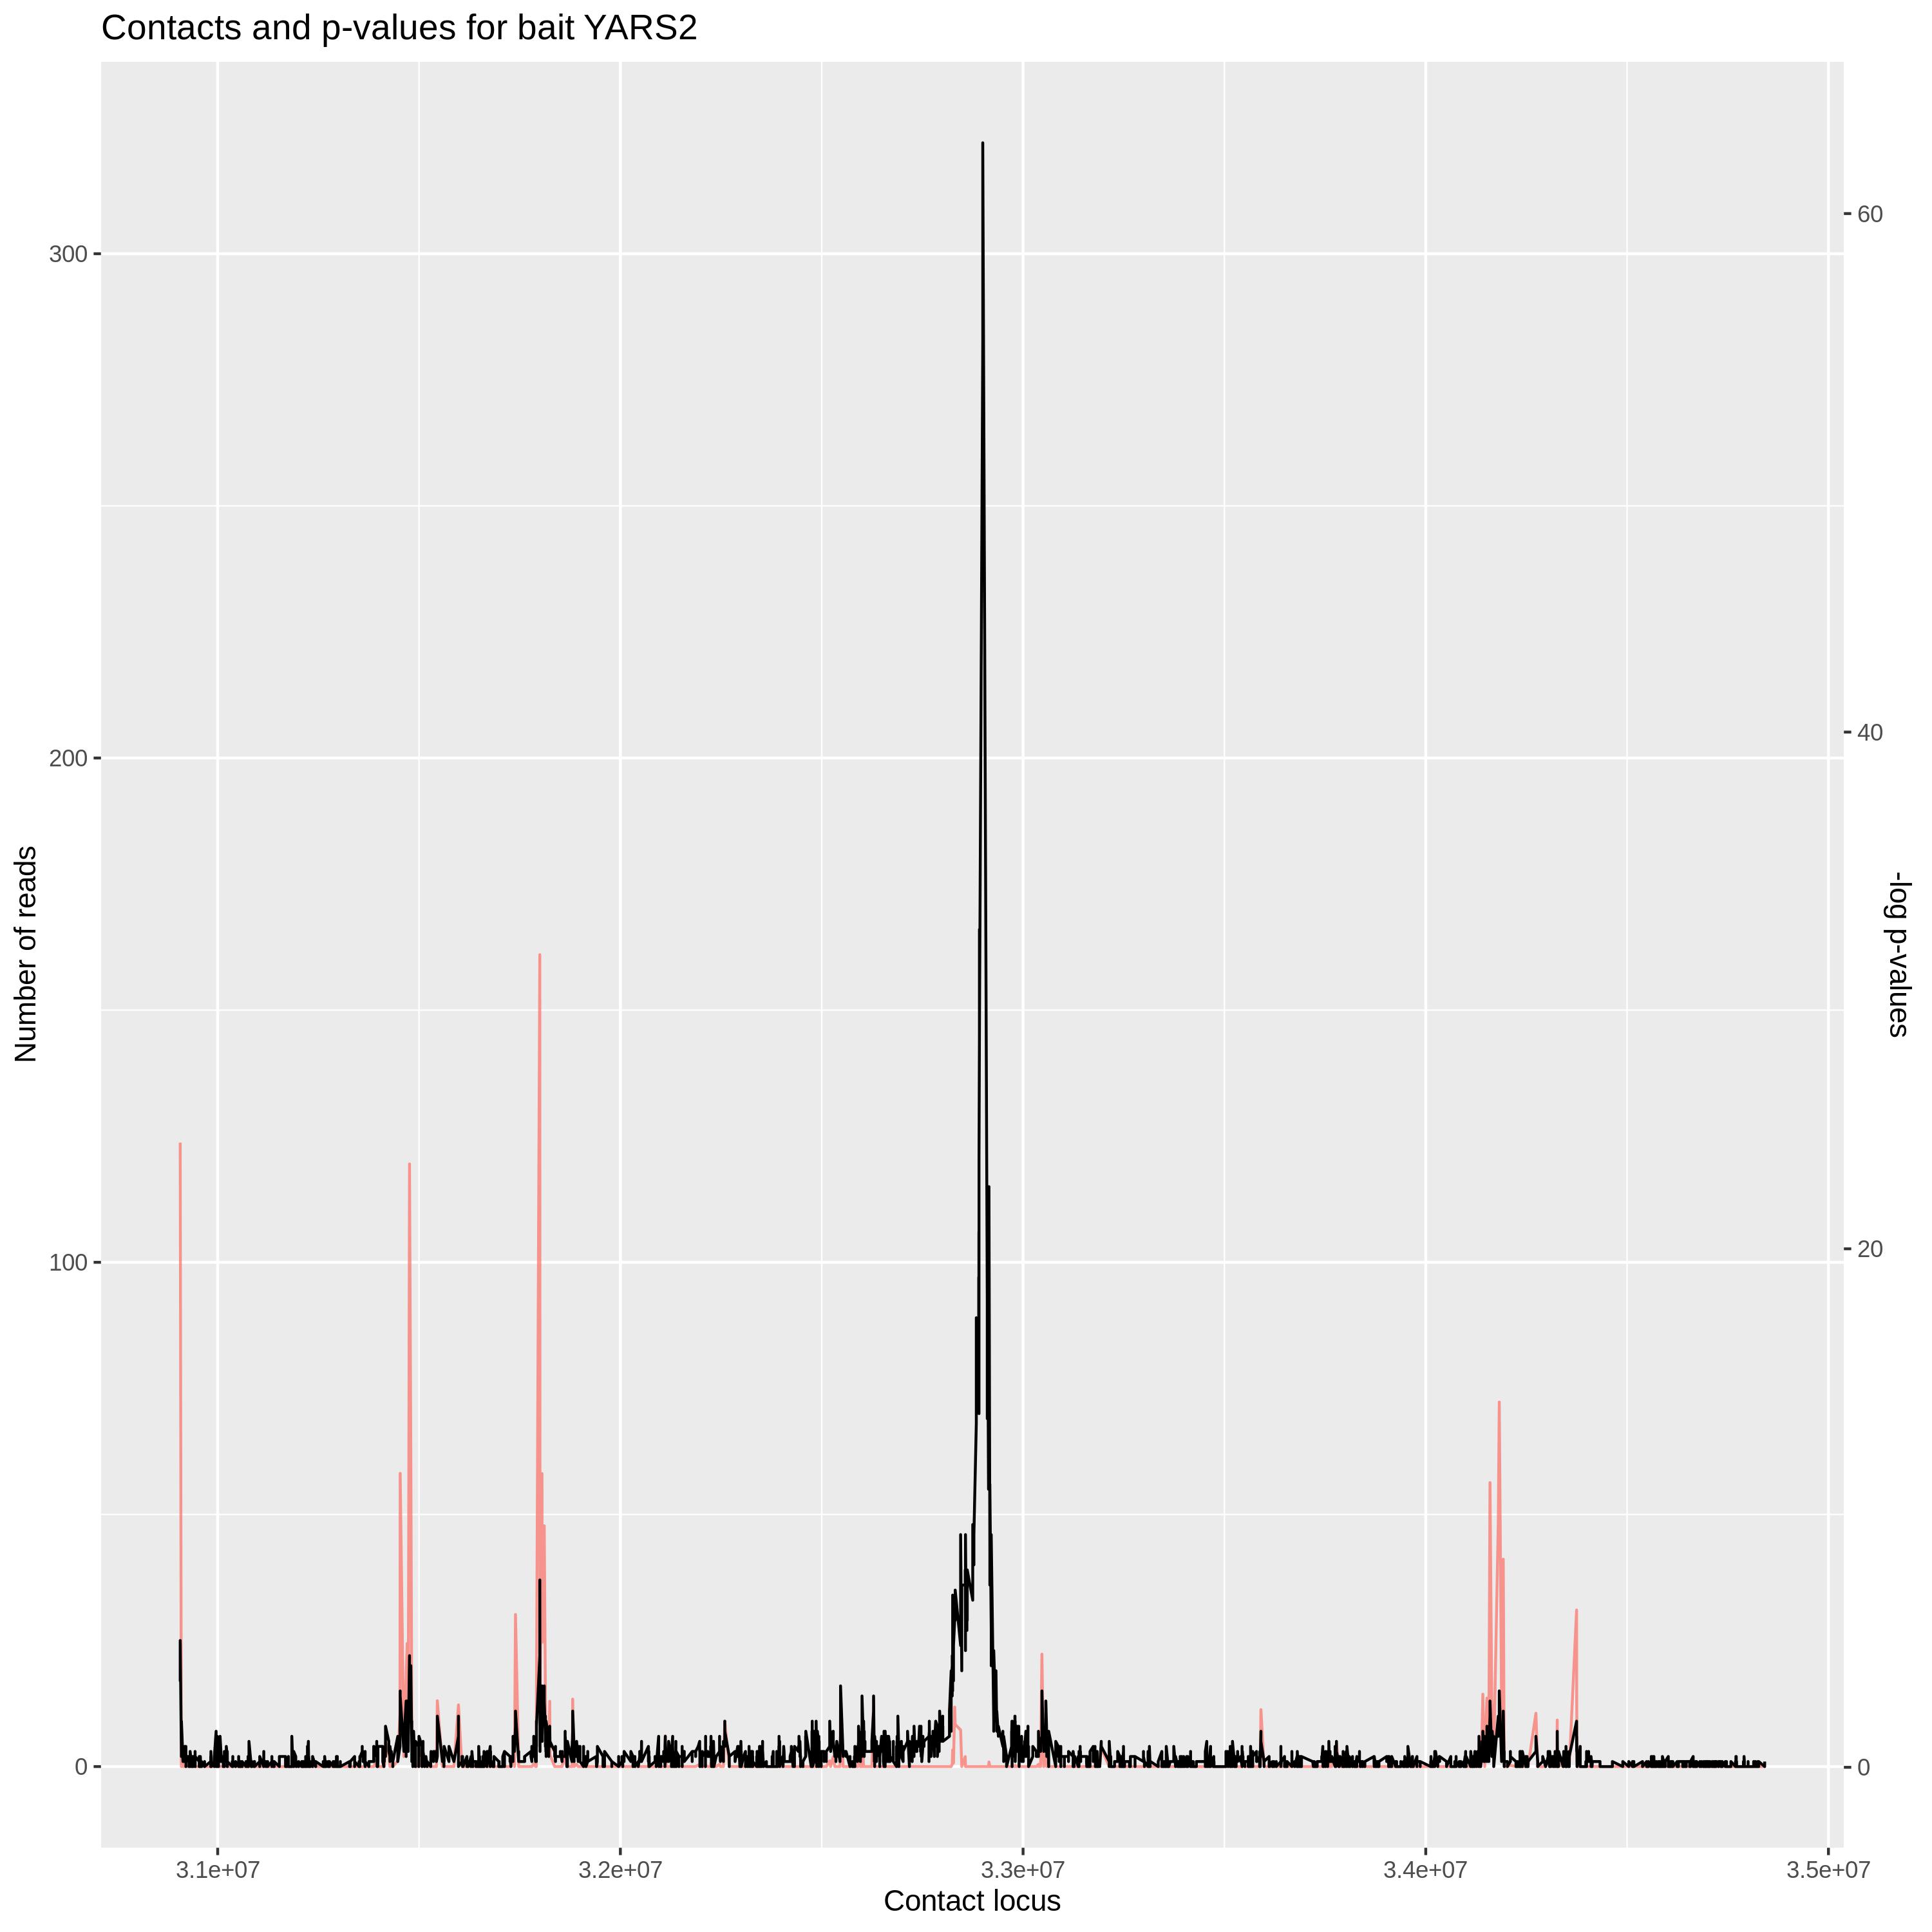 Contacts and p-values for bait YARS2
300
200
100
0
60
40
20
0
Number of reads
-log p-values
3.1e+07
3.2e+07
3.3e+07
3.4e+07
3.5e+07
Contact locus